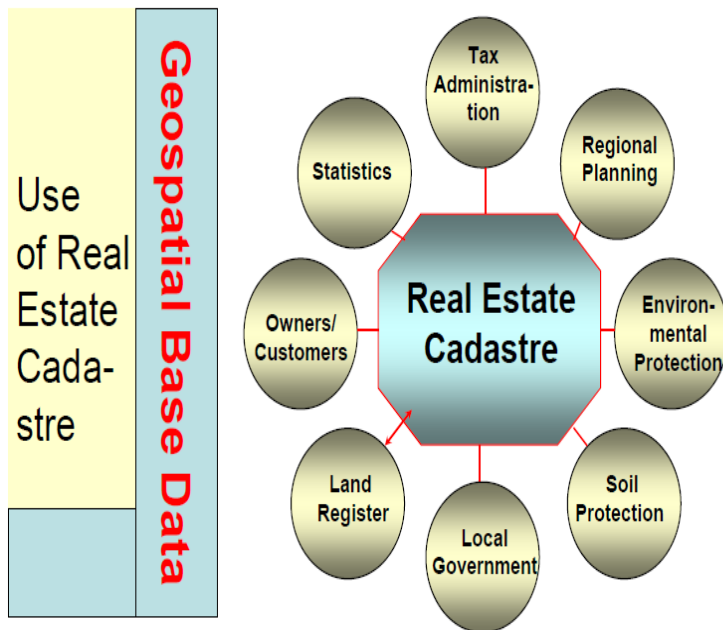 Use
of Real
Estate
Cada-
stre
Geospatial Base Data
Tax
Administra-
tion
Regional
Planning
Statistics
Real Estate
Cadastre
Environ-
mental
Protection
Owners/
Customers
Land
Register
Local
Government
Soil
Protection